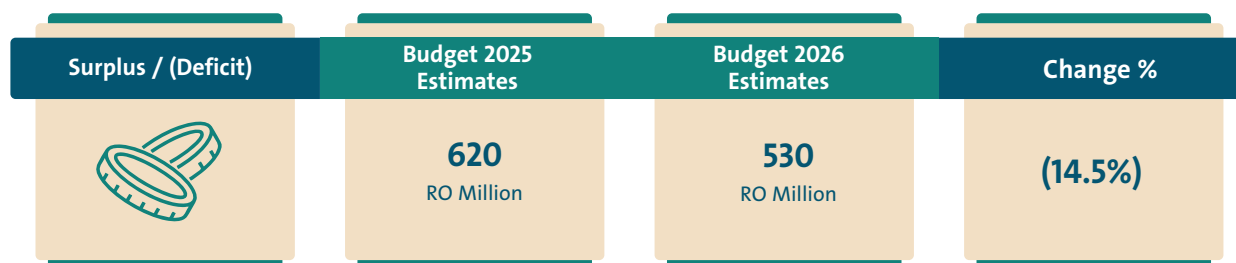 Surplus / (Deficit)
Budget 2025
Estimates
Budget 2026
Estimates
Change %
620
RO Million
530
RO Million
(14.5%)